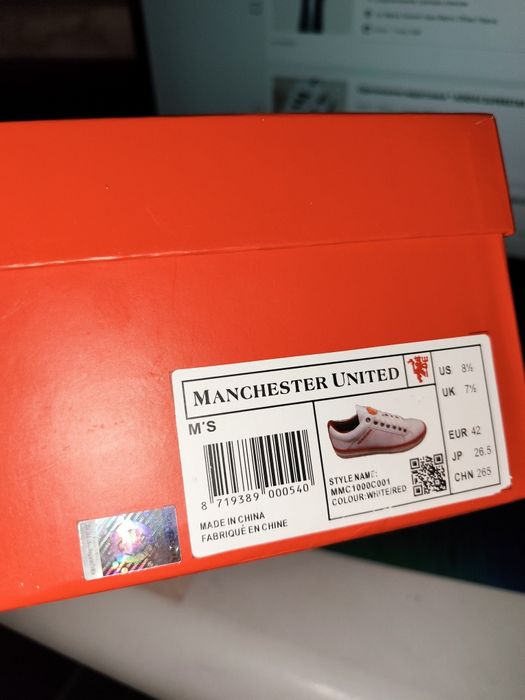 MANCHESTER UNITED
M'S
8 719389 000540
MADE IN CHINA
FABRIQUÉ EN CHINE
STYLE NAME:
MMC1000C001
COLOUR:WHITE/RED
US 8½
UK 7½
EUR 42
JP 26.5
CHN 265